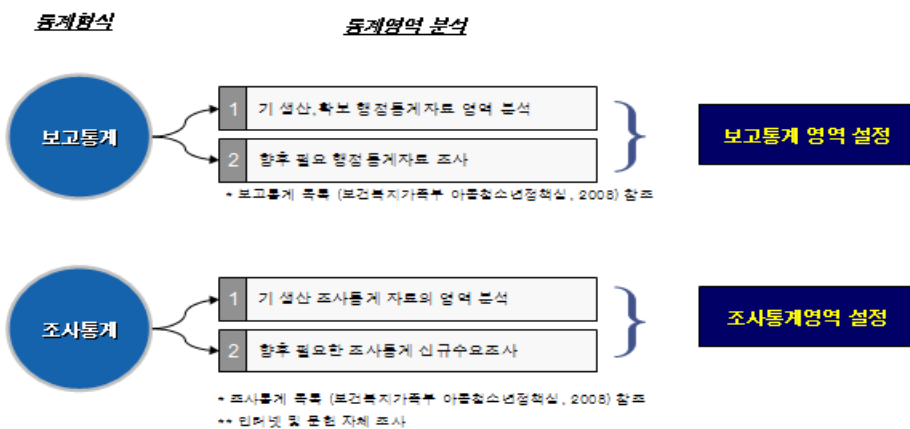 통계형식
통계영역 분석
보고통계
1 기 생산,확보 행정통계자료 영역 분석
2 향후 필요 행정통계자료 조사
* 보고통계 목록 (보건복지가족부 아동청소년정책실, 2008) 참조
보고통계 영역 설정
조사통계
1 기 생산 조사통계 자료의 영역 분석
2 향후 필요한 조사통계 신규수요조사
* 조사통계 목록 (보건복지가족부 아동청소년정책실, 2008) 참조
** 인터넷 및 문헌 자체 조사
조사통계영역 설정